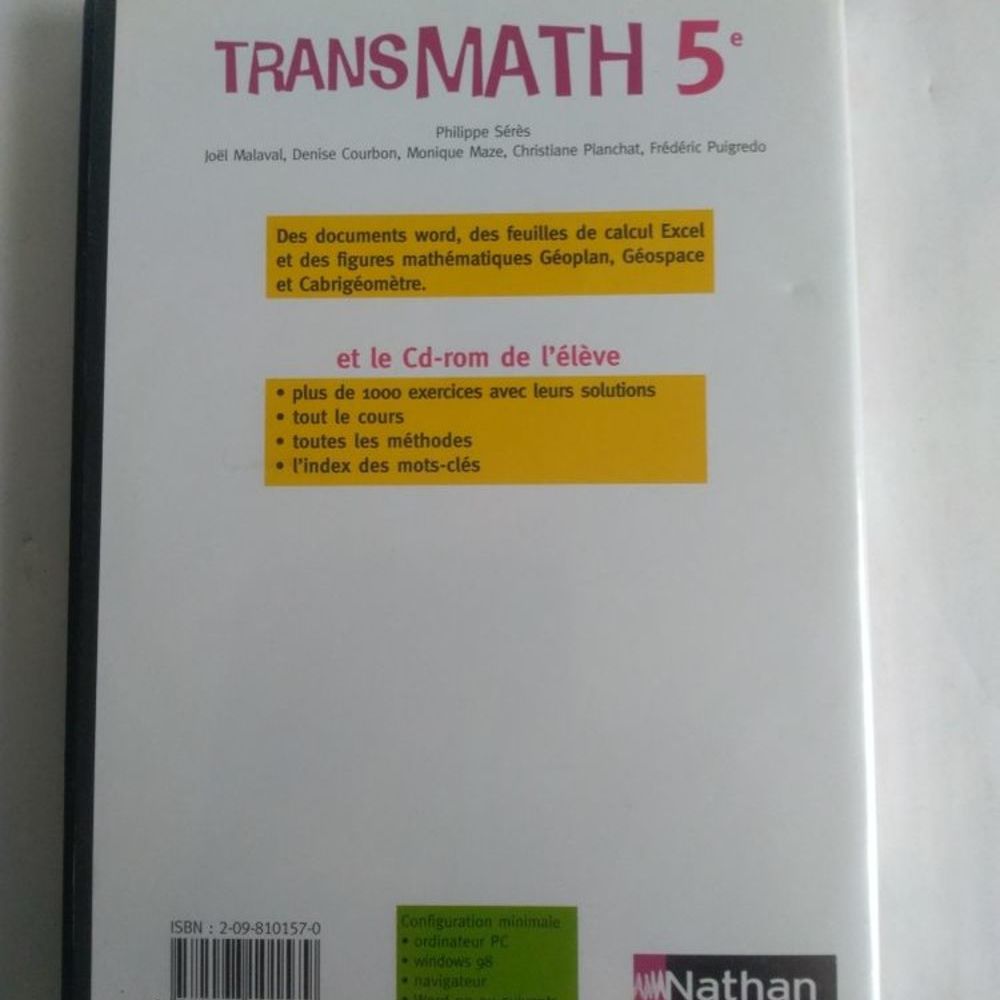 TRANSMATH 5e
Philippe Sérès
Joël Malaval, Denise Courbon, Monique Maze, Christiane Planchat, Frédéric Puigredo
Des documents word, des feuilles de calcul Excel
et des figures mathématiques Géoplan, Géospace
et Cabrigéomètre.
et le Cd-rom de l'élève
• plus de 1000 exercices avec leurs solutions
• tout le cours
• toutes les méthodes
• l'index des mots-clés
ISBN : 2-09-810157-0
Configuration minimale
• ordinateur PC
• windows 98
• navigateur
Nathan